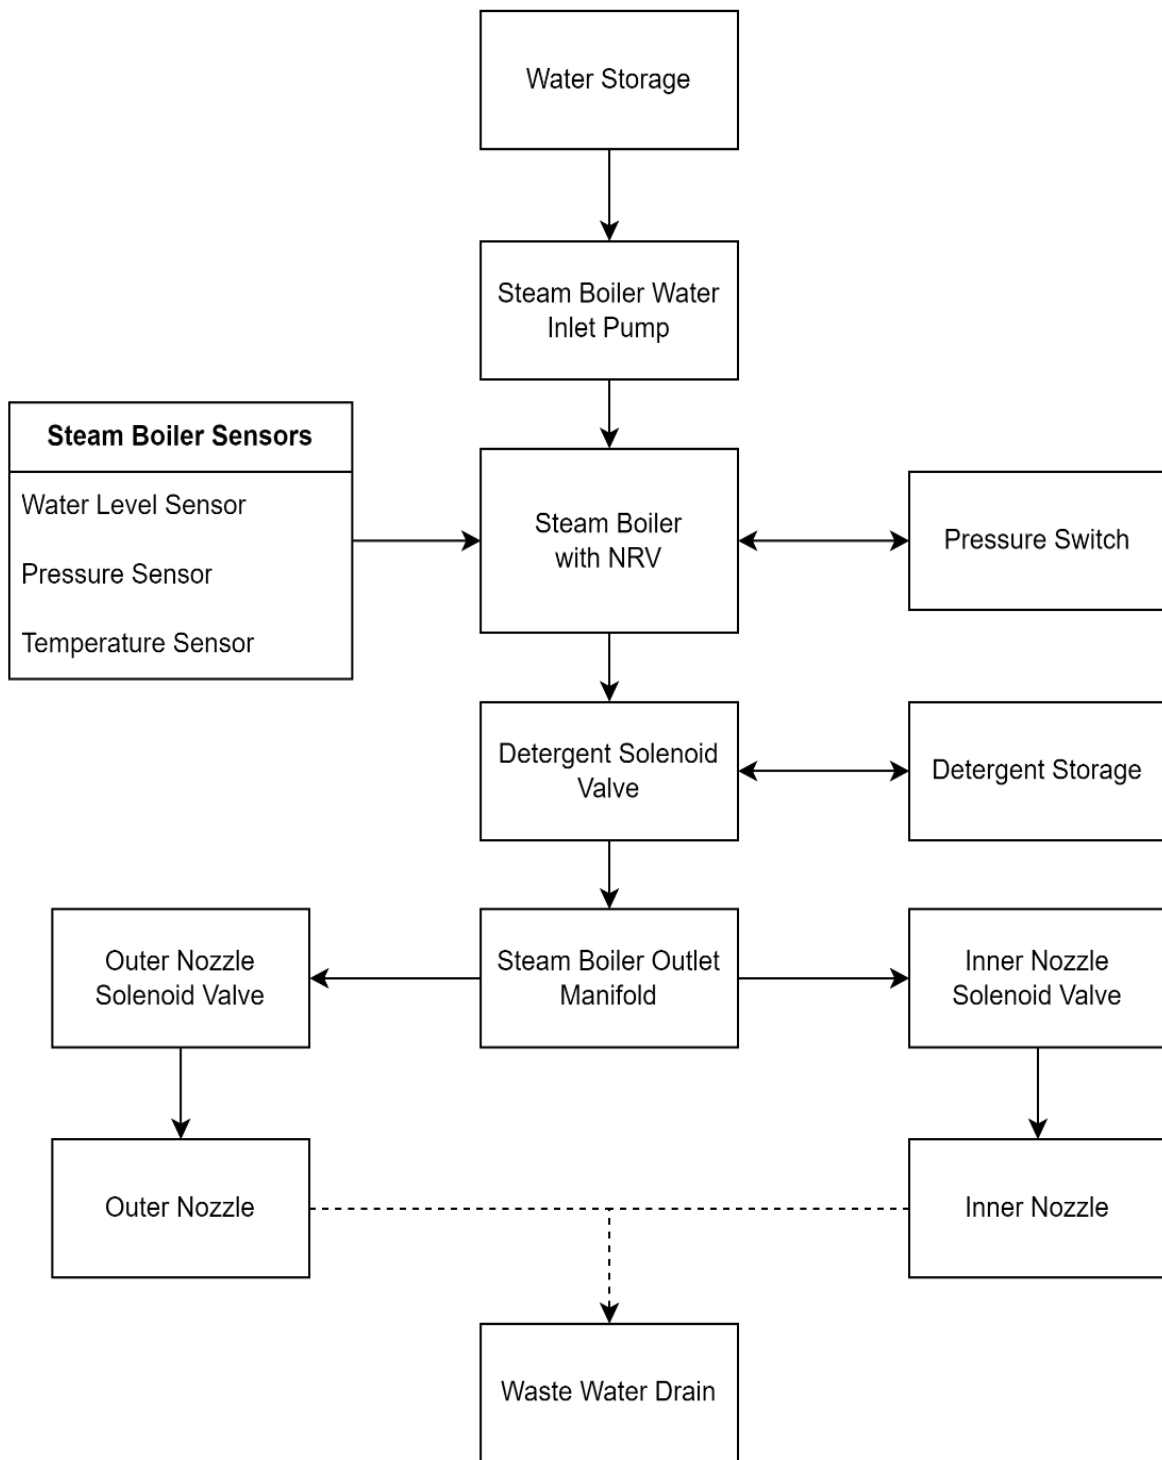 Water Storage
Steam Boiler Water
Inlet Pump
Steam Boiler Sensors
Water Level Sensor
Pressure Sensor
Temperature Sensor
Steam Boiler
with NRV
Pressure Switch
Detergent Solenoid
Valve
Detergent Storage
Outer Nozzle
Solenoid Valve
Steam Boiler Outlet
Manifold
Inner Nozzle
Solenoid Valve
Outer Nozzle
Inner Nozzle
Waste Water Drain